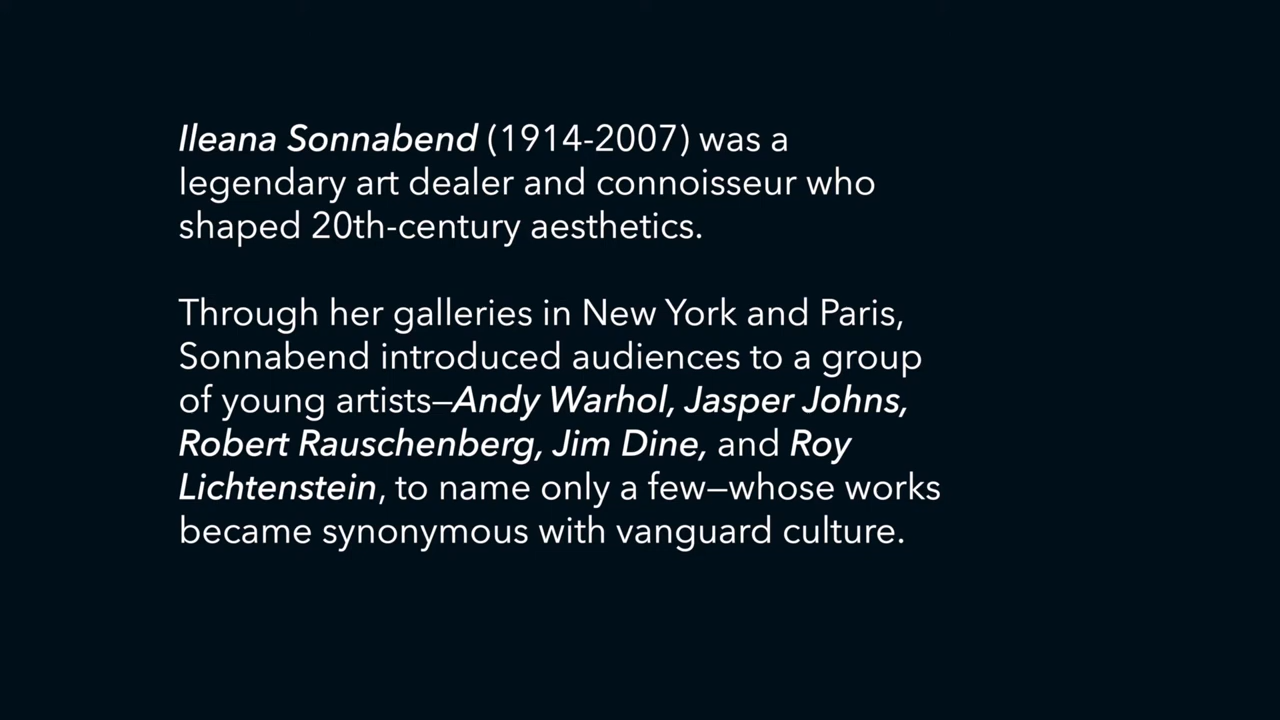 Ileana Sonnabend (1914-2007) was a
legendary art dealer and connoisseur who
shaped 20th-century aesthetics.
Through her galleries in New York and Paris,
Sonnabend introduced audiences to a group
of young artists—Andy Warhol, Jasper Johns,
Robert Rauschenberg, Jim Dine, and Roy
Lichtenstein, to name only a few—whose works
became synonymous with vanguard culture.